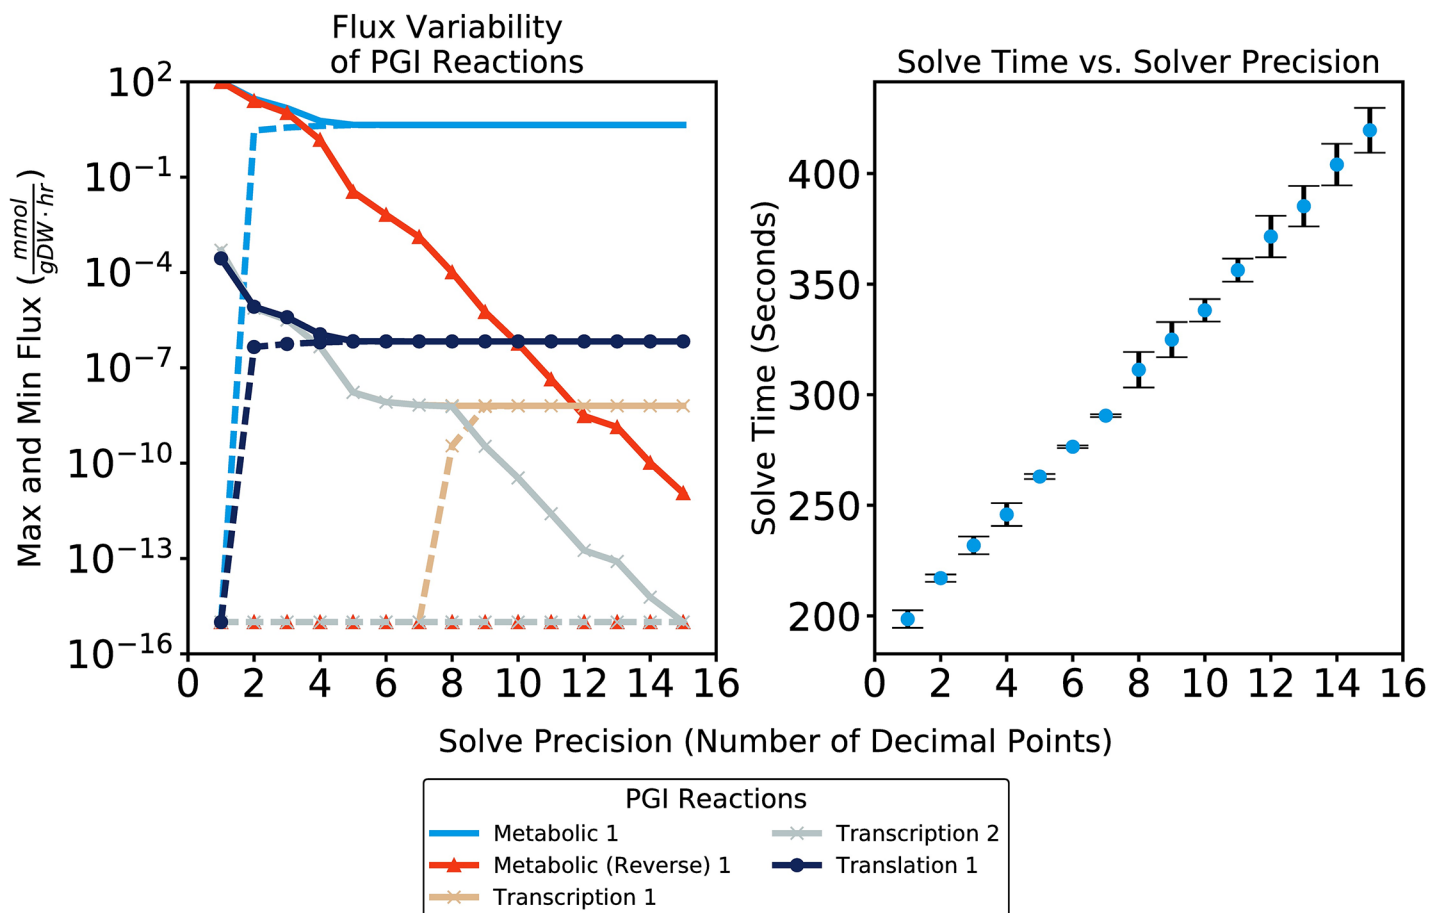 Flux Variability
of PGI Reactions
Max and Min Flux (mmol/gDW · hr)
10²
10⁻¹
10⁻⁴
10⁻⁷
10⁻¹⁰
10⁻¹³
10⁻¹⁶
0 2 4 6 8 10 12 14 16
Solve Time vs. Solver Precision
Solve Time (Seconds)
400
350
300
250
200
0 2 4 6 8 10 12 14 16
Solve Precision (Number of Decimal Points)
PGI Reactions
Metabolic 1
Metabolic (Reverse) 1
Transcription 1
Transcription 2
Translation 1